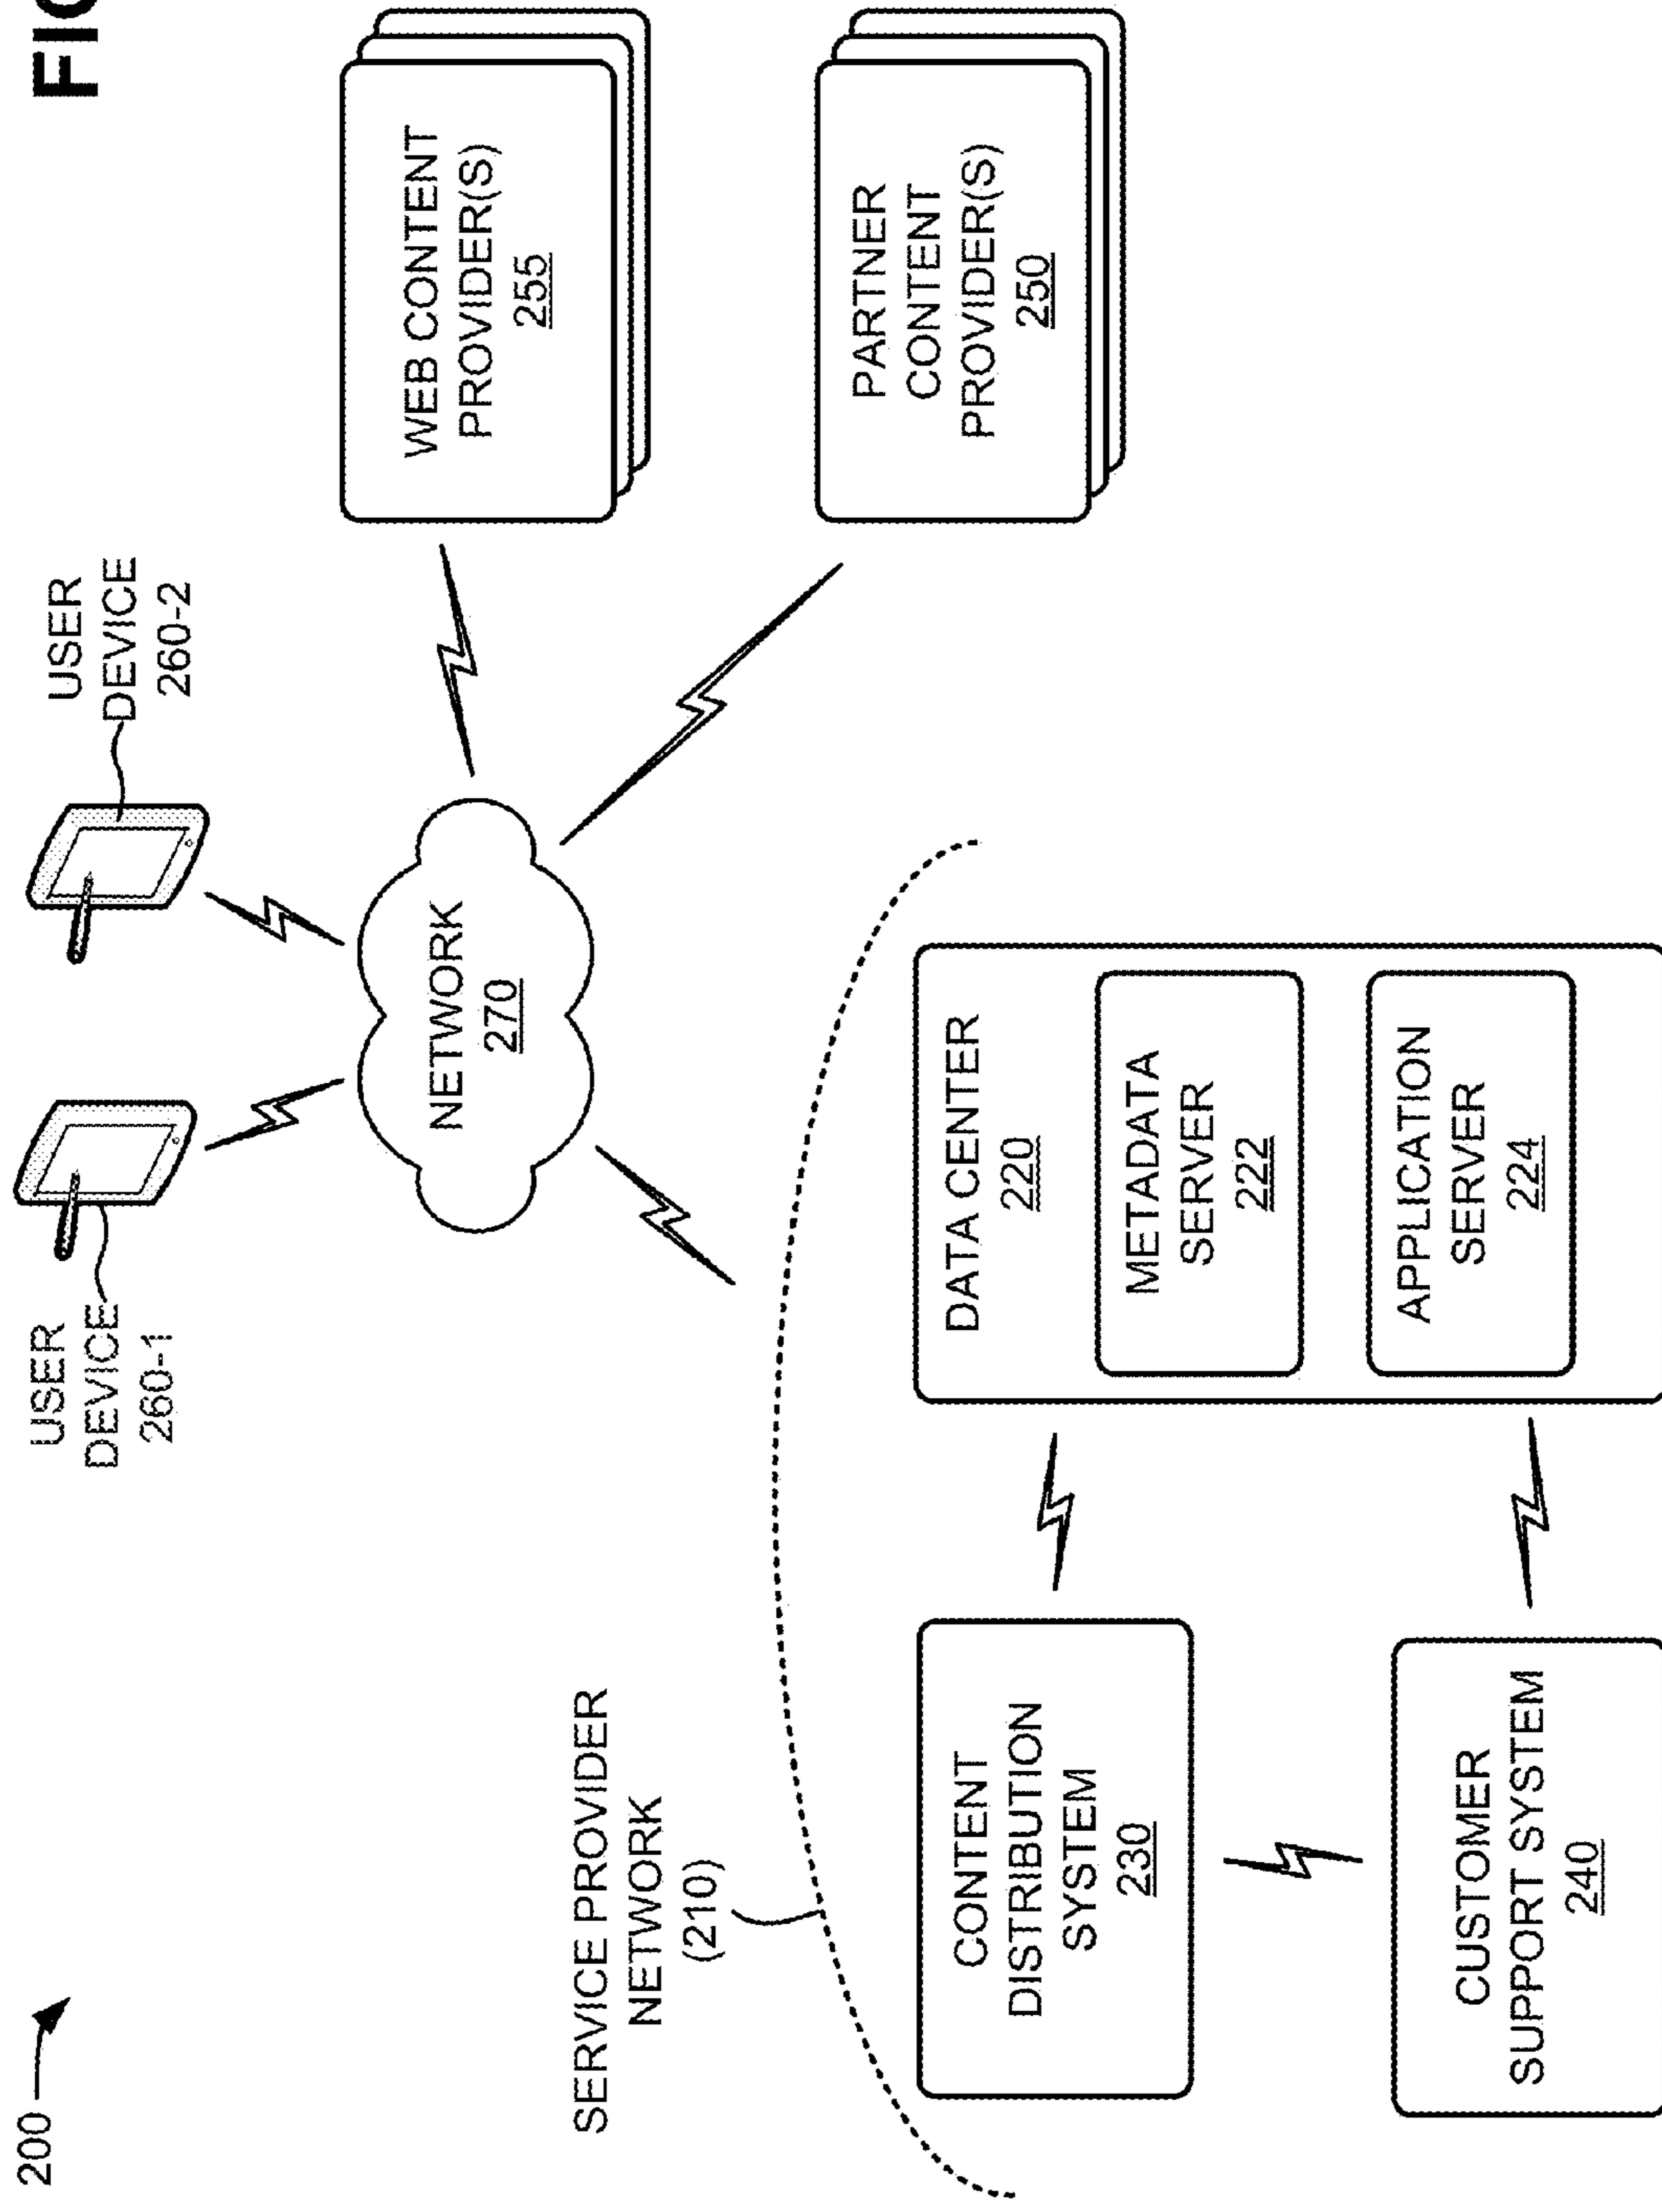 200
USER
DEVICE
260-1
USER
DEVICE
260-2
WEB CONTENT
PROVIDER(S)
255
NETWORK
270
SERVICE PROVIDER
NETWORK
(210)
PARTNER
CONTENT
PROVIDER(S)
250
CONTENT
DISTRIBUTION
SYSTEM
230
DATA CENTER
220
METADATA
SERVER
222
APPLICATION
SERVER
224
CUSTOMER
SUPPORT SYSTEM
240